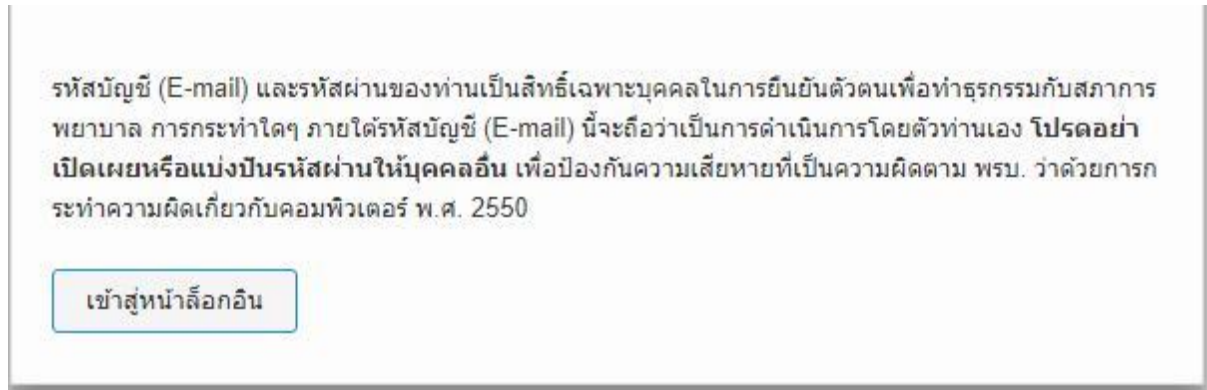 รหัสบัญชี (E-mail) และรหัสผ่านของท่านเป็นสิทธิ์เฉพาะบุคคลในการยืนยันตัวตนเพื่อทำธุรกรรมกับสภาการ
พยาบาล การกระทำใดๆ ภายใต้รหัสบัญชี (E-mail) นี้จะถือว่าเป็นการดำเนินการโดยตัวท่านเอง โปรดอย่า
เปิดเผยหรือแบ่งปันรหัสผ่านให้บุคคลอื่น เพื่อป้องกันความเสียหายที่เป็นความผิดตาม พรบ. ว่าด้วยการก
ระทำความผิดเกี่ยวกับคอมพิวเตอร์ พ.ศ. 2550
เข้าสู่หน้าล็อกอิน